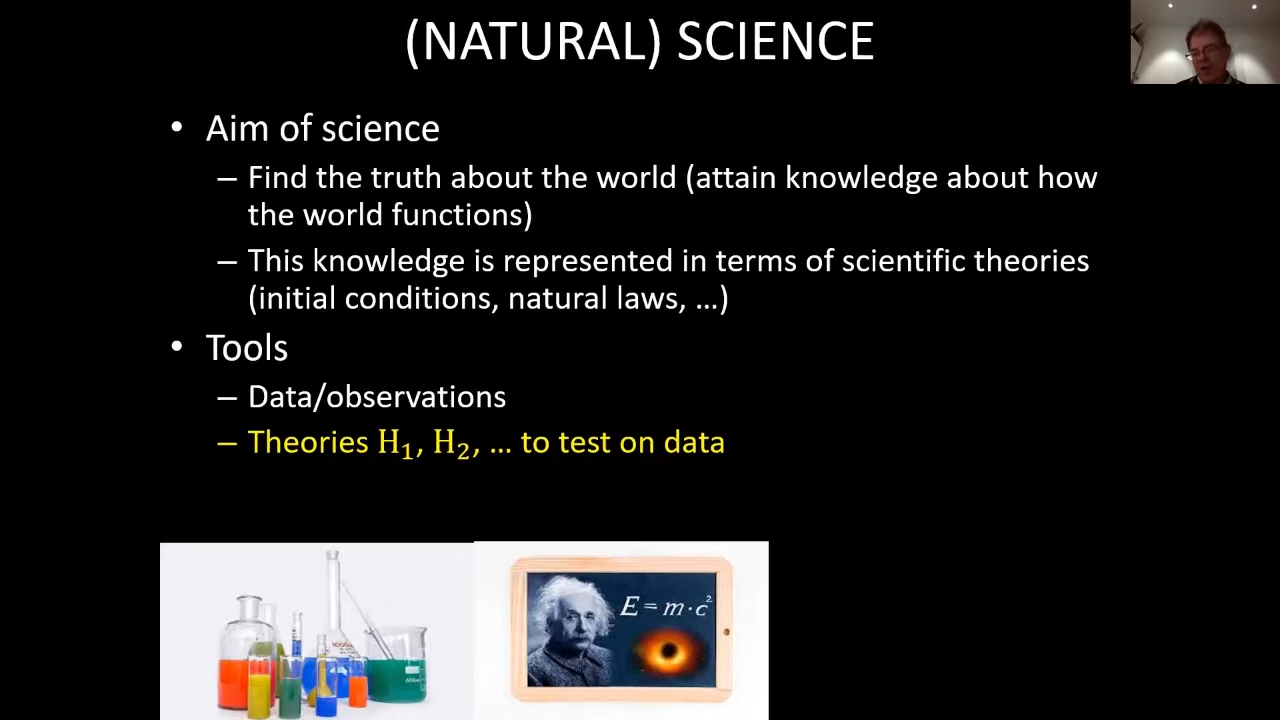 (NATURAL) SCIENCE
• Aim of science
– Find the truth about the world (attain knowledge about how
the world functions)
– This knowledge is represented in terms of scientific theories
(initial conditions, natural laws, …)
• Tools
– Data/observations
– Theories H₁, H₂, … to test on data
E = m·c²